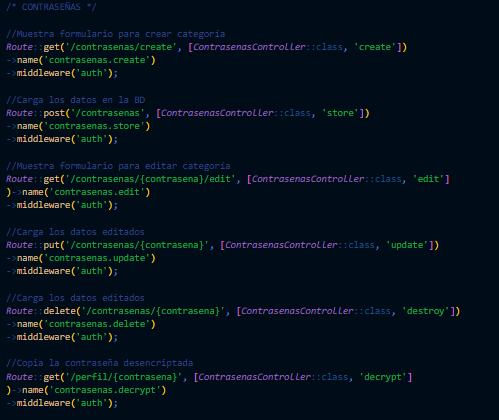 /* CONTRASEÑAS */
//Muestra formulario para crear categoría
Route::get('/contrasenas/create', [ContrasenasController::class, 'create'])
->name('contrasenas.create')
->middleware('auth');
//Carga los datos en la BD
Route::post('/contrasenas', [ContrasenasController::class, 'store'])
->name('contrasenas.store')
->middleware('auth');
//Muestra formulario para editar categoría
Route::get('/contrasenas/{contrasena}/edit', [ContrasenasController::class, 'edit']
)->name('contrasenas.edit')
->middleware('auth');
//Carga los datos editados
Route::put('/contrasenas/{contrasena}', [ContrasenasController::class, 'update'])
->name('contrasenas.update')
->middleware('auth');
//Carga los datos editados
Route::delete('/contrasenas/{contrasena}', [ContrasenasController::class, 'destroy'])
->name('contrasenas.delete')
->middleware('auth');
//Copia la contraseña desencriptada
Route::get('/perfil/{contrasena}', [ContrasenasController::class, 'decrypt']
)->name('contrasenas.decrypt')
->middleware('auth');